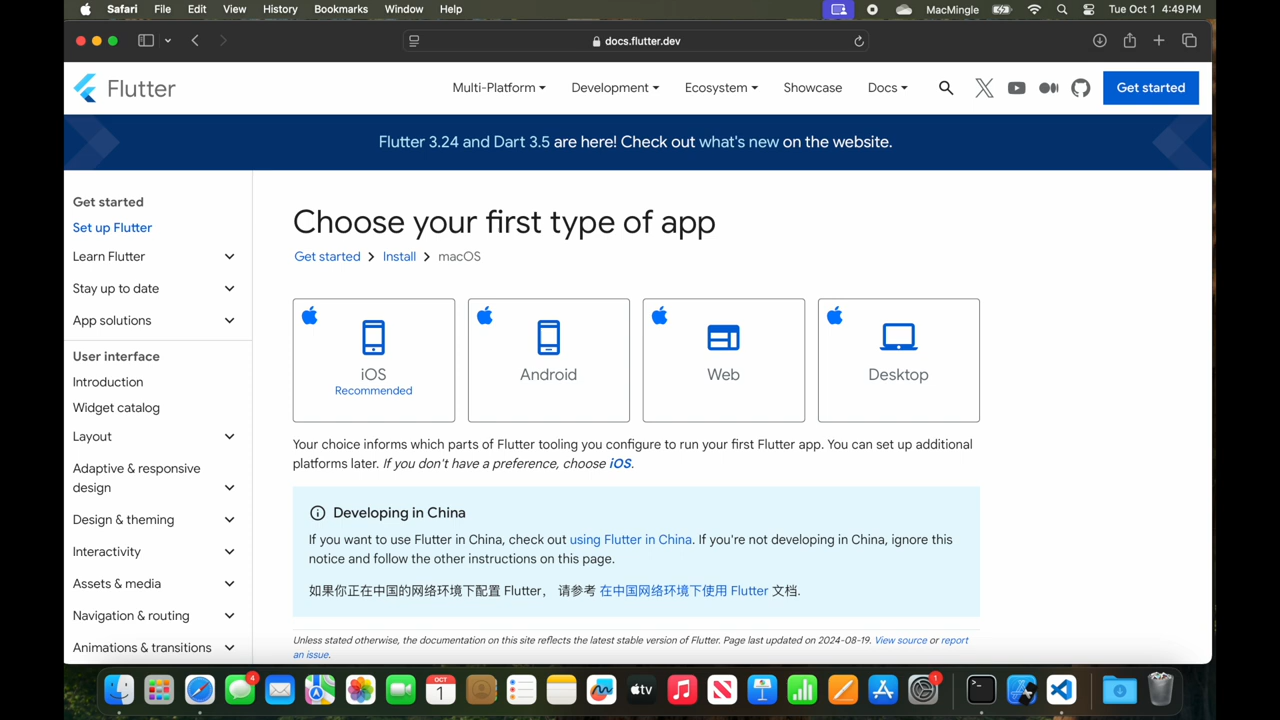 Safari File Edit View History Bookmarks Window Help MacMingle Tue Oct 1 4:49 PM
docs.flutter.dev
Flutter Multi-Platform Development Ecosystem Showcase Docs Get started
Flutter 3.24 and Dart 3.5 are here! Check out what's new on the website.
Get started
Set up Flutter
Learn Flutter
Stay up to date
App solutions
User interface
Introduction
Widget catalog
Layout
Adaptive & responsive
design
Design & theming
Interactivity
Assets & media
Navigation & routing
Animations & transitions
Choose your first type of app
Get started > Install > macOS
iOS
Recommended
Android
Web
Desktop
Your choice informs which parts of Flutter tooling you configure to run your first Flutter app. You can set up additional
platforms later. If you don't have a preference, choose iOS.
Developing in China
If you want to use Flutter in China, check out using Flutter in China. If you're not developing in China, ignore this
notice and follow the other instructions on this page.
如果你正在中国的网络环境下配置 Flutter， 请参考 在中国网络环境下使用 Flutter 文档.
Unless stated otherwise, the documentation on this site reflects the latest stable version of Flutter. Page last updated on 2024-08-19. View source or report
an issue.
4
OCT
1
tv
1